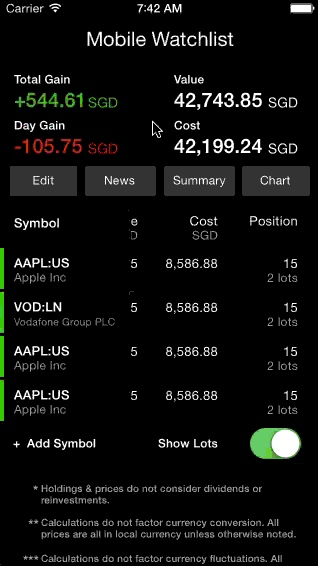 Carrier 7:42 AM
Mobile Watchlist
Total Gain Value
+544.61 SGD 42,743.85 SGD
Day Gain Cost
-105.75 SGD 42,199.24 SGD
Edit News Summary Chart
Symbol e Cost Position
D SGD
AAPL:US 5 8,586.88 15
Apple Inc 2 lots
VOD:LN 5 8,586.88 15
Vodafone Group PLC 2 lots
AAPL:US 5 8,586.88 15
Apple Inc 2 lots
AAPL:US 5 8,586.88 15
Apple Inc 2 lots
+ Add Symbol Show Lots
* Holdings & prices do not consider dividends or
reinvestments.
** Calculations do not factor currency conversion. All
prices are all in local currency unless otherwise noted.
*** Calculations do not factor currency fluctuations. All